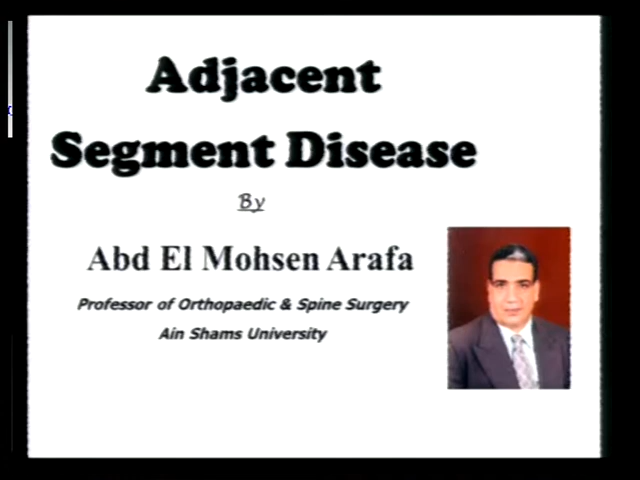 Adjacent
Segment Disease
By
Abd El Mohsen Arafa
Professor of Orthopaedic & Spine Surgery
Ain Shams University